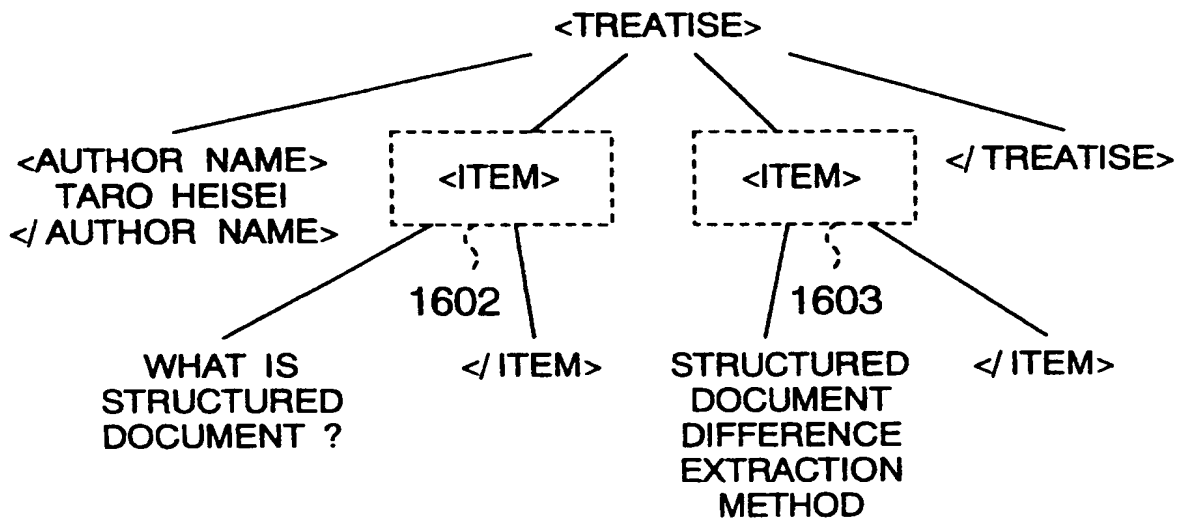 <TREATISE>
<AUTHOR NAME>
TARO HEISEI
</AUTHOR NAME>
<ITEM>
<ITEM>
</TREATISE>
1602
1603
WHAT IS
STRUCTURED
DOCUMENT ?
</ITEM>
STRUCTURED
DOCUMENT
DIFFERENCE
EXTRACTION
METHOD
</ITEM>